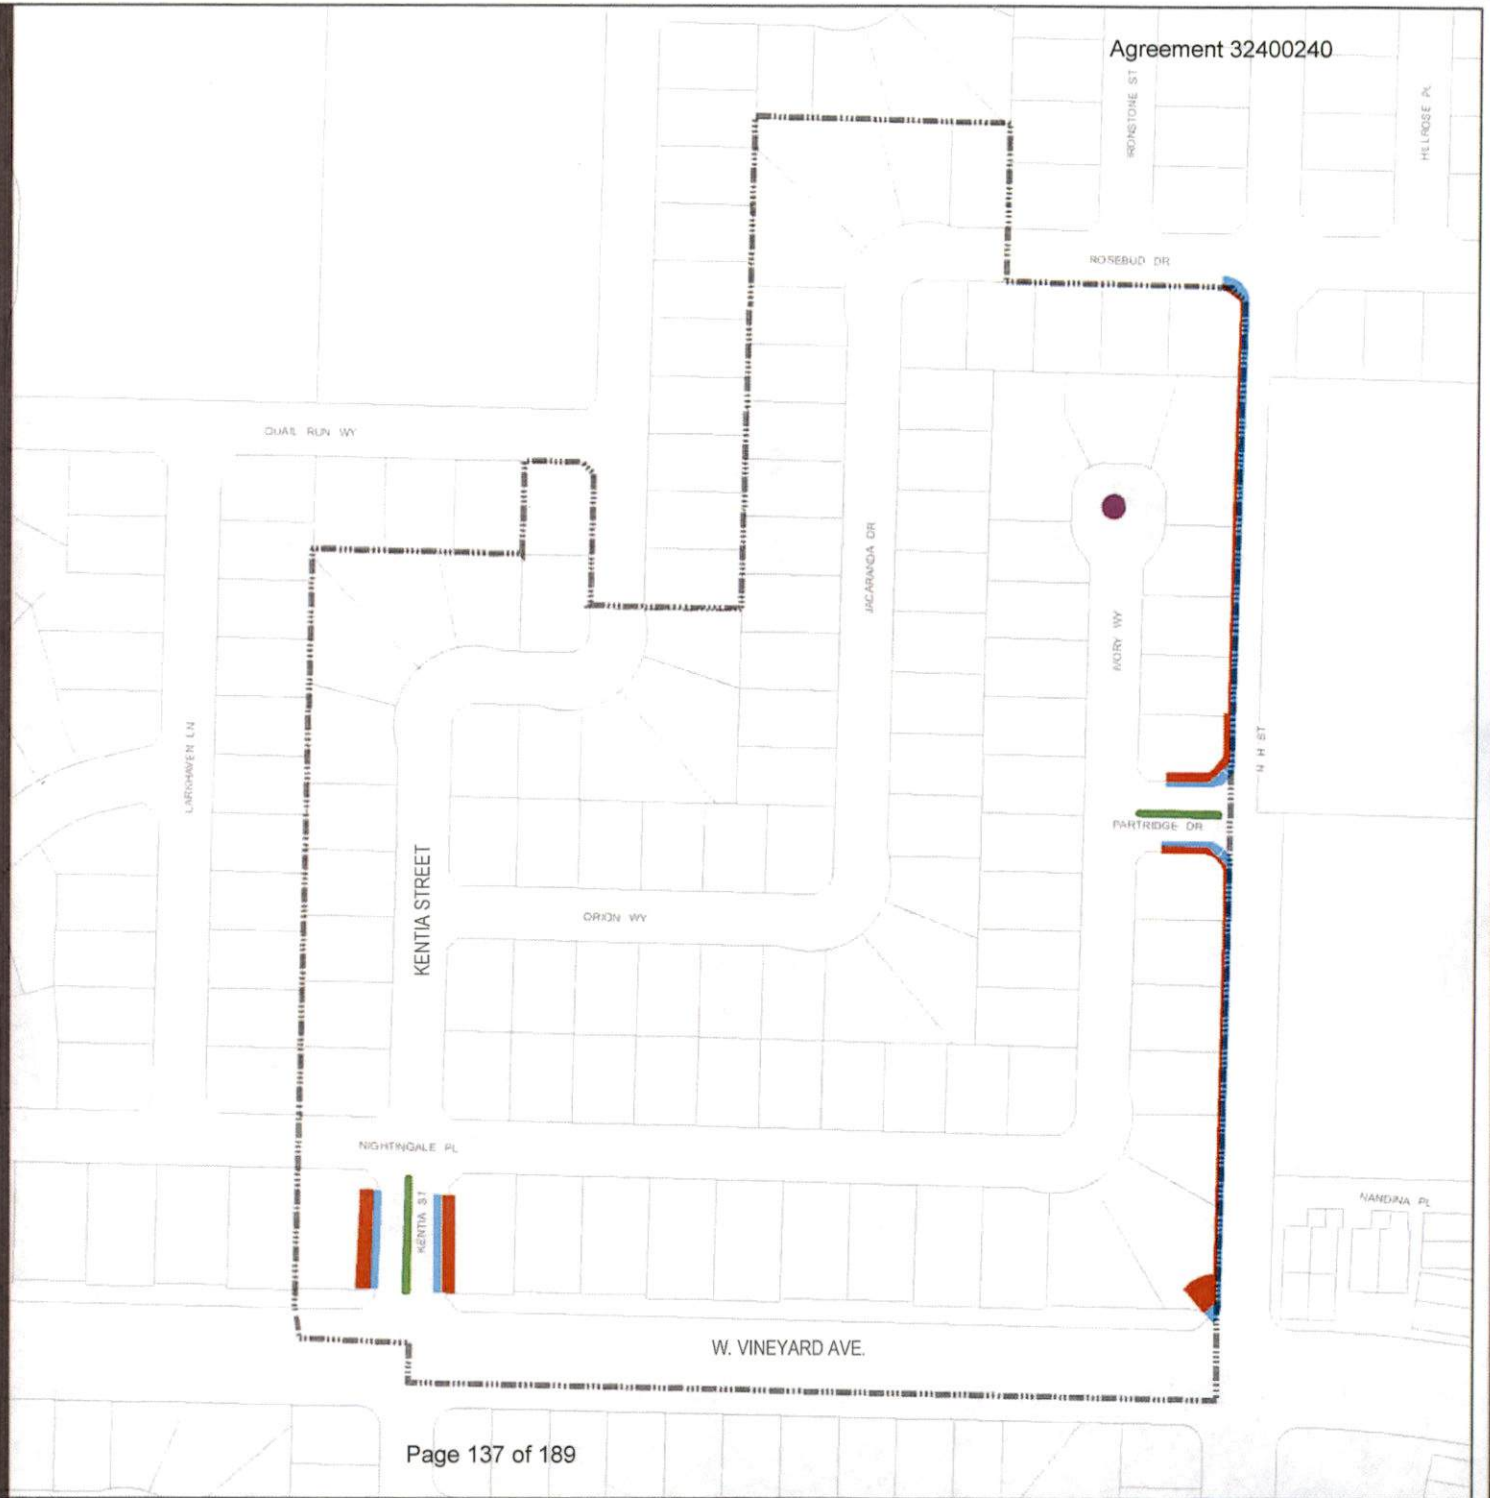 Agreement 32400240
IRONSTONE ST
HILLROSE PL
ROSEBUD DR
QUAIL RUN WY
JACARANDA DR
IVORY WY
N H ST
LARKHAVEN LN
PARTRIDGE DR
KENTIA STREET
ORION WY
NIGHTINGALE PL
KENTIA ST
NANDINA PL
W. VINEYARD AVE.
Page 137 of 189